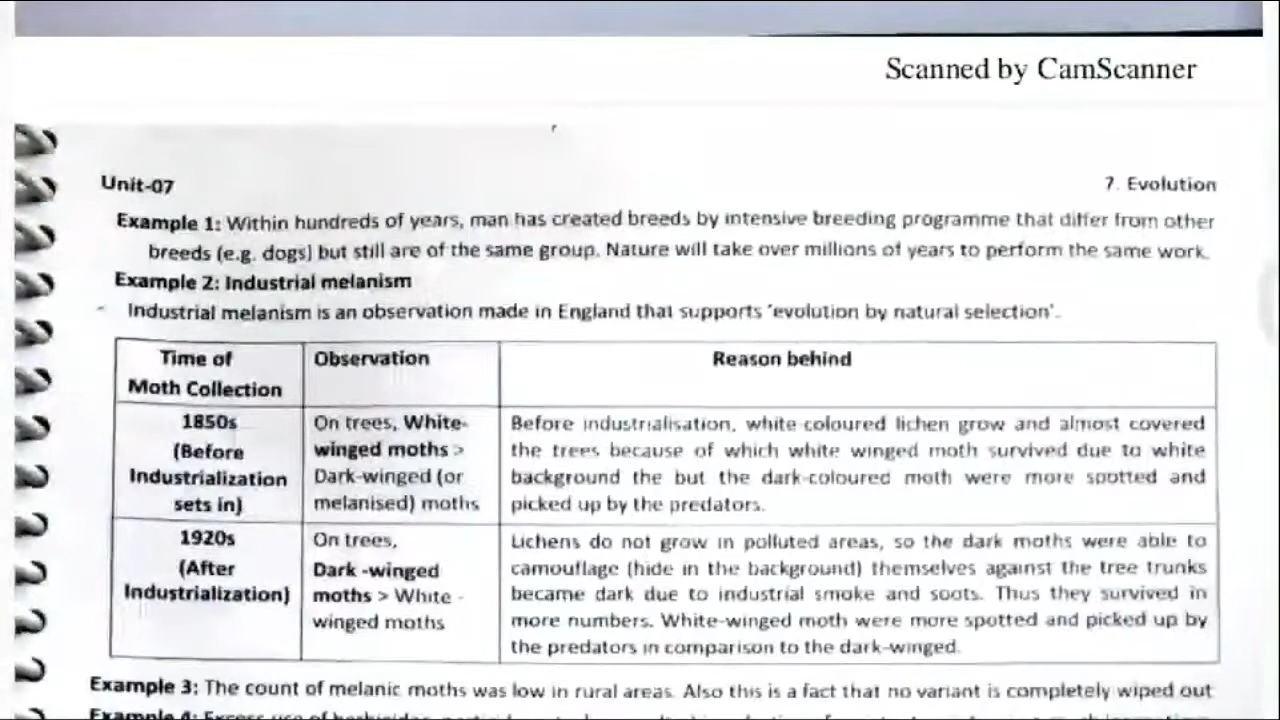 Scanned by CamScanner
Unit-07
7. Evolution
Example 1: Within hundreds of years, man has created breeds by intensive breeding programme that differ from other
breeds (e.g. dogs) but still are of the same group. Nature will take over millions of years to perform the same work.
Example 2: Industrial melanism
- Industrial melanism is an observation made in England that supports 'evolution by natural selection'.
Time of
Moth Collection
Observation
Reason behind
1850s
(Before
Industrialization
sets in)
On trees, White-
winged moths >
Dark-winged (or
melanised) moths
Before industrialisation, white-coloured lichen grow and almost covered
the trees because of which white winged moth survived due to white
background the but the dark-coloured moth were more spotted and
picked up by the predators.
1920s
(After
Industrialization)
On trees,
Dark -winged
moths > White -
winged moths
Lichens do not grow in polluted areas, so the dark moths were able to
camouflage (hide in the background) themselves against the tree trunks
became dark due to industrial smoke and soots. Thus they survived in
more numbers. White-winged moth were more spotted and picked up by
the predators in comparison to the dark-winged.
Example 3: The count of melanic moths was low in rural areas. Also this is a fact that no variant is completely wiped out
Example 4: Excess use of herbicides,